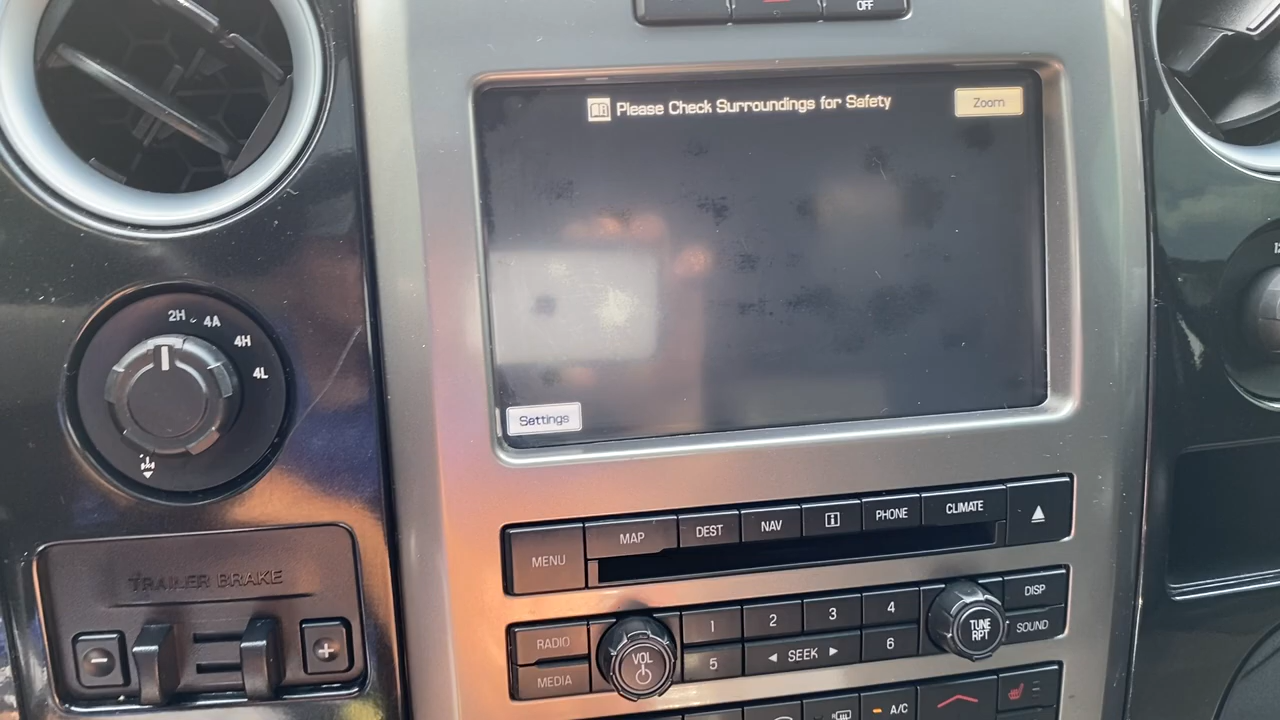 OFF
Please Check Surroundings for Safety
Zoom
2H
4A
4H
4L
Settings
MENU
MAP
DEST
NAV
i
PHONE
CLIMATE
TRAILER BRAKE
-
+
RADIO
MEDIA
VOL
1
2
3
4
5
SEEK
6
TUNE
RPT
DISP
SOUND
A/C